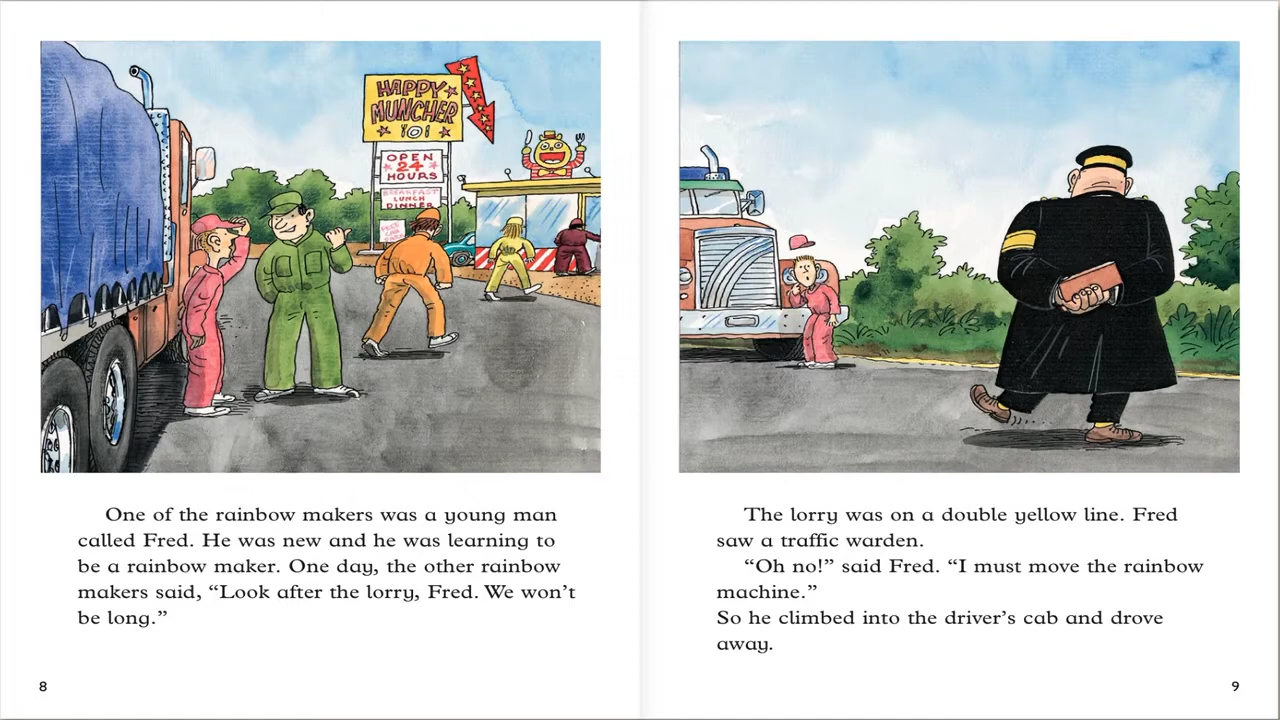 HAPPY
MUNCHER
OPEN
24
HOURS
BREAKFAST
LUNCH
DINNER
One of the rainbow makers was a young man
called Fred. He was new and he was learning to
be a rainbow maker. One day, the other rainbow
makers said, “Look after the lorry, Fred. We won’t
be long.”
8
The lorry was on a double yellow line. Fred
saw a traffic warden.
“Oh no!” said Fred. “I must move the rainbow
machine.”
So he climbed into the driver’s cab and drove
away.
9